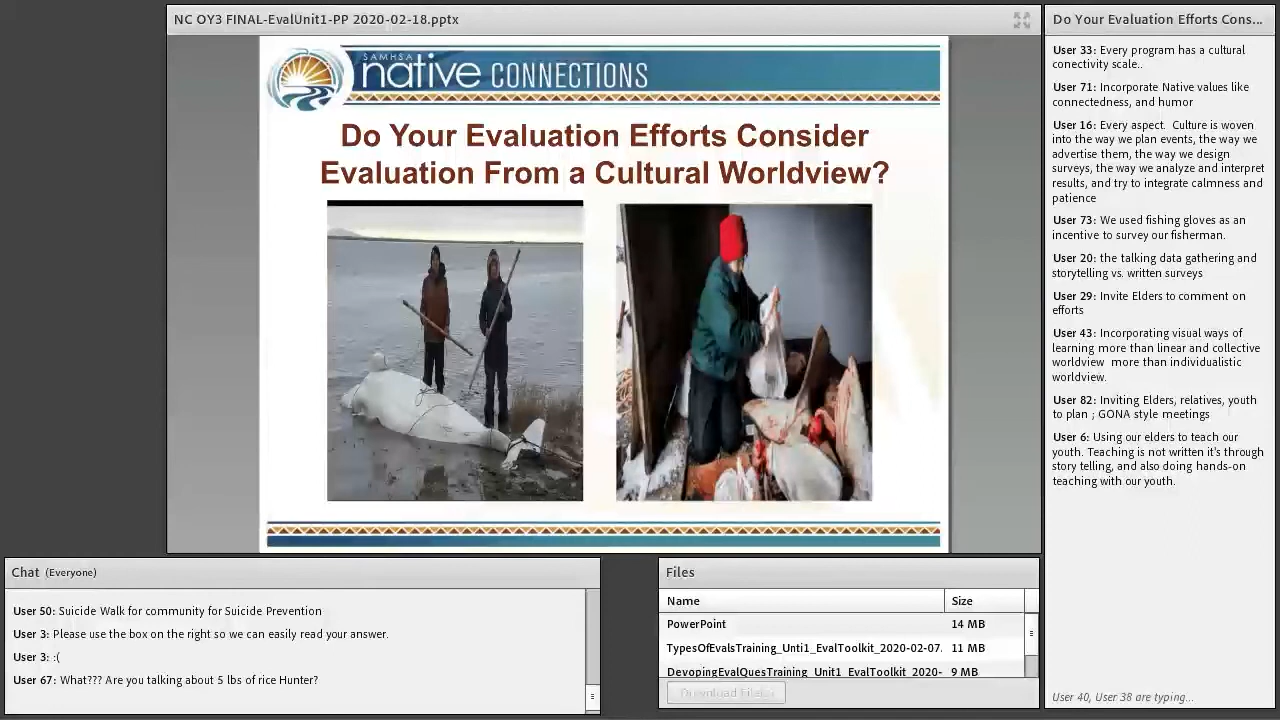 NC OY3 FINAL-EvalUnit1-PP 2020-02-18.pptx
SAMHSA
native CONNECTIONS
Do Your Evaluation Efforts Consider
Evaluation From a Cultural Worldview?
Do Your Evaluation Efforts Cons...
User 33: Every program has a cultural
conectivity scale..
User 71: Incorporate Native values like
connectedness, and humor
User 16: Every aspect.  Culture is woven
into the way we plan events, the way we
advertise them, the way we design
surveys, the way we analyze and interpret
results, and try to integrate calmness and
patience
User 73: We used fishing gloves as an
incentive to survey our fisherman.
User 20: the talking data gathering and
storytelling vs. written surveys
User 29: Invite Elders to comment on
efforts
User 43: Incorporating visual ways of
learning more than linear and collective
worldview  more than individualistic
worldview.
User 82: Inviting Elders, relatives, youth
to plan ; GONA style meetings
User 6: Using our elders to teach our
youth. Teaching is not written it's through
story telling, and also doing hands-on
teaching with our youth.
User 40, User 38 are typing...
Chat (Everyone)
User 50: Suicide Walk for community for Suicide Prevention
User 3: Please use the box on the right so we can easily read your answer.
User 3: :(
User 67: What??? Are you talking about 5 lbs of rice Hunter?
Files
Name Size
PowerPoint 14 MB
TypesOfEvalsTraining_Unti1_EvalToolkit_2020-02-07. 11 MB
DevopingEvalQuesTraining_Unit1_EvalToolkit_2020- 9 MB
Download File(s)